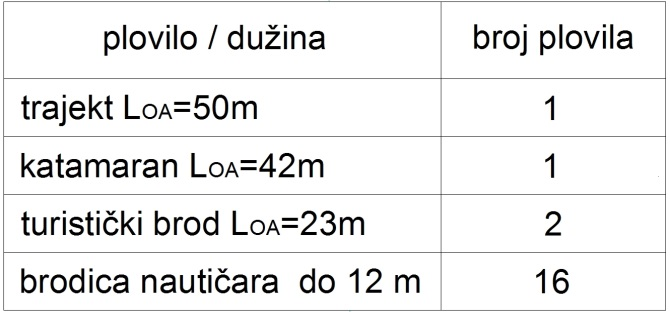 plovilo / dužina broj plovila
trajekt LOA=50m 1
katamaran LOA=42m 1
turistički brod LOA=23m 2
brodica nautičara do 12 m 16